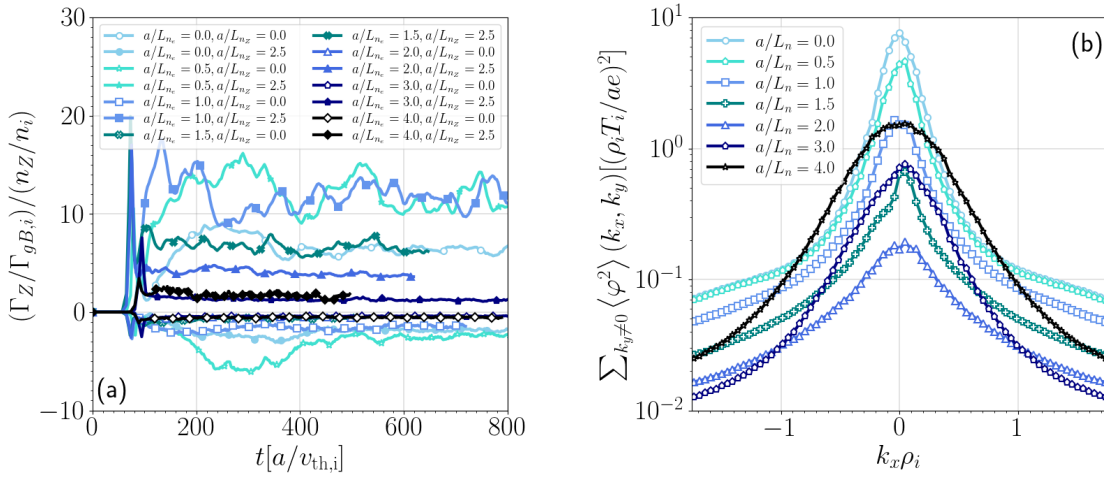 (a)
(Γ_Z/Γ_{gB,i})/(n_Z/n_i)
30
20
10
0
−10
a/L_{n_e} = 0.0, a/L_{n_Z} = 0.0
a/L_{n_e} = 0.0, a/L_{n_Z} = 2.5
a/L_{n_e} = 0.5, a/L_{n_Z} = 0.0
a/L_{n_e} = 0.5, a/L_{n_Z} = 2.5
a/L_{n_e} = 1.0, a/L_{n_Z} = 0.0
a/L_{n_e} = 1.0, a/L_{n_Z} = 2.5
a/L_{n_e} = 1.5, a/L_{n_Z} = 0.0
a/L_{n_e} = 1.5, a/L_{n_Z} = 2.5
a/L_{n_e} = 2.0, a/L_{n_Z} = 0.0
a/L_{n_e} = 2.0, a/L_{n_Z} = 2.5
a/L_{n_e} = 3.0, a/L_{n_Z} = 0.0
a/L_{n_e} = 3.0, a/L_{n_Z} = 2.5
a/L_{n_e} = 4.0, a/L_{n_Z} = 0.0
a/L_{n_e} = 4.0, a/L_{n_Z} = 2.5
0 200 400 600 800
t[a/v_{th,i}]
(b)
∑_{k_y≠0} ⟨φ²⟩ (k_x, k_y)[(ρ_iT_i/ae)²]
10¹
10⁰
10⁻¹
10⁻²
a/L_n = 0.0
a/L_n = 0.5
a/L_n = 1.0
a/L_n = 1.5
a/L_n = 2.0
a/L_n = 3.0
a/L_n = 4.0
−1 0 1
k_xρ_i